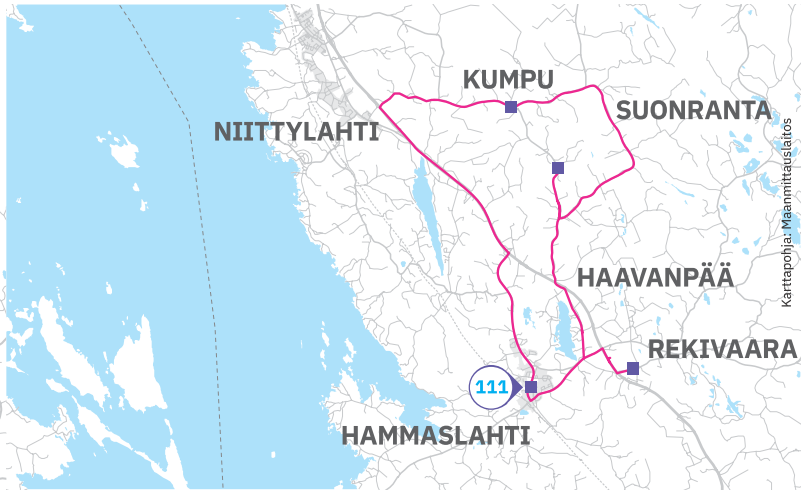 KUMPU
SUONRANTA
NIITTYLAHTI
HAAVANPÄÄ
REKIVAARA
111
HAMMASLAHTI
Karttapohja: Maanmittauslaitos